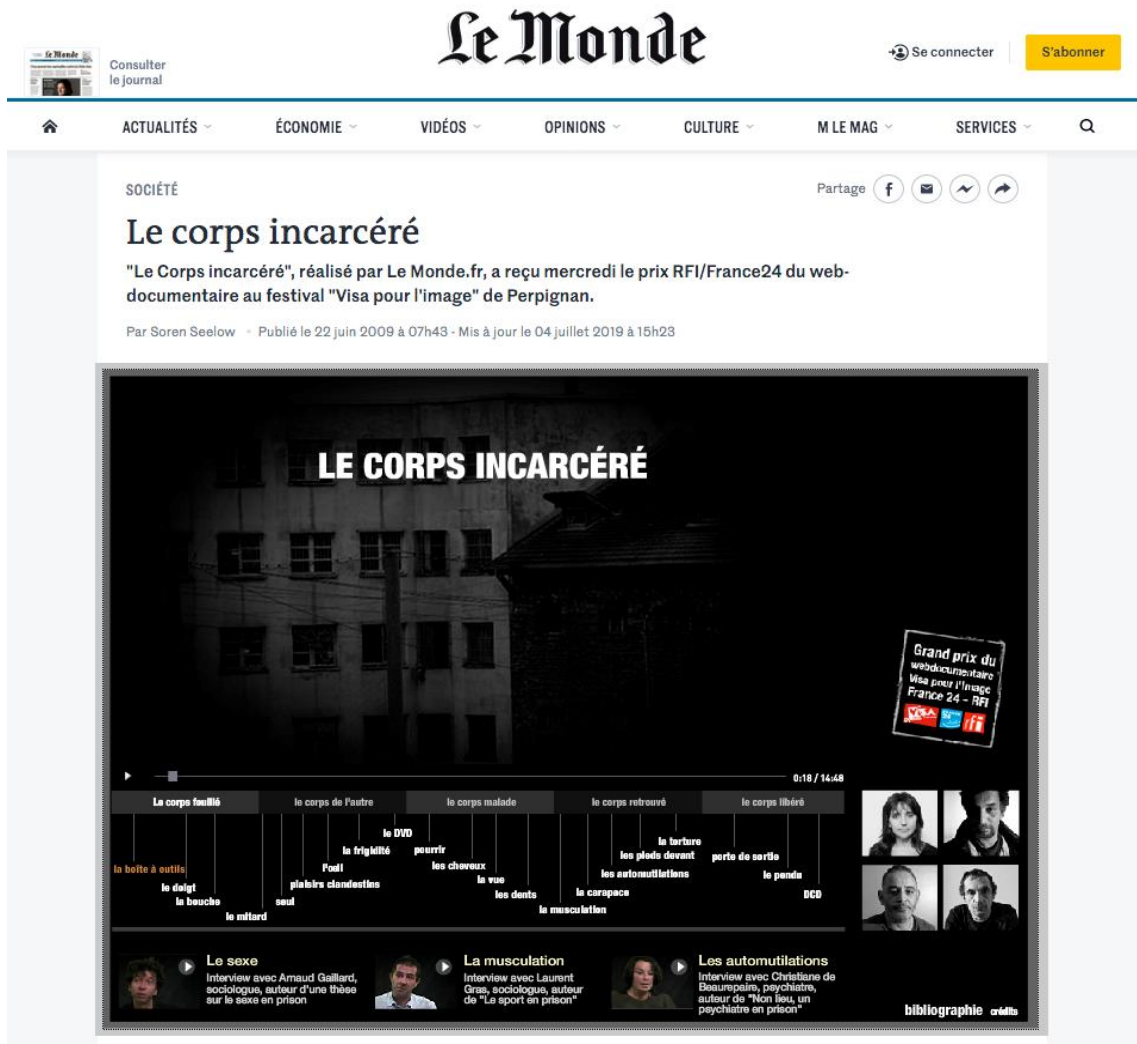 Le Monde
Consulter
le journal
Le Monde
Se connecter
S'abonner
ACTUALITÉS
ÉCONOMIE
VIDÉOS
OPINIONS
CULTURE
M LE MAG
SERVICES
SOCIÉTÉ
Partage
Le corps incarcéré
"Le Corps incarcéré", réalisé par Le Monde.fr, a reçu mercredi le prix RFI/France24 du web-
documentaire au festival "Visa pour l'image" de Perpignan.
Par Soren Seelow • Publié le 22 juin 2009 à 07h43 - Mis à jour le 04 juillet 2019 à 15h23
LE CORPS INCARCÉRÉ
Grand prix du
webdocumentaire
Visa pour l'Image
France 24 - RFI
VISA
rfi
0:18 / 14:48
Le corps fouillé
le corps de l'autre
le corps malade
le corps retrouvé
le corps libéré
la boîte à outils
le doigt
la bouche
le mitard
seul
plaisirs clandestins
l'oeil
la frigidité
le DVD
pourrir
les cheveux
la vue
les dents
la musculation
la carapace
les automutilations
les pieds devant
la torture
porte de sortie
le pendu
DCD
Le sexe
Interview avec Arnaud Gaillard,
sociologue, auteur d'une thèse
sur le sexe en prison
La musculation
Interview avec Laurent
Gras, sociologue, auteur
de "Le sport en prison"
Les automutilations
Interview avec Christiane de
Beaurepaire, psychiatre,
auteur de "Non lieu, un
psychiatre en prison"
bibliographie crédits